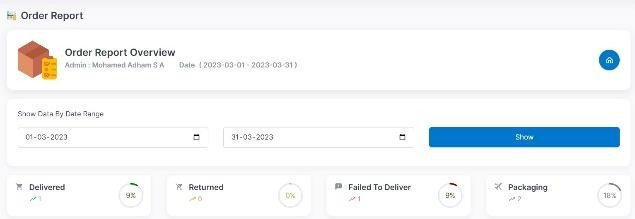 Order Report
Order Report Overview
Admin : Mohamed Adham S A Date ( 2023-03-01 - 2023-03-31 )
Show Data By Date Range
01-03-2023 31-03-2023 Show
Delivered 9% Returned 0% Failed To Deliver 9% Packaging 18%
1 0 1 2